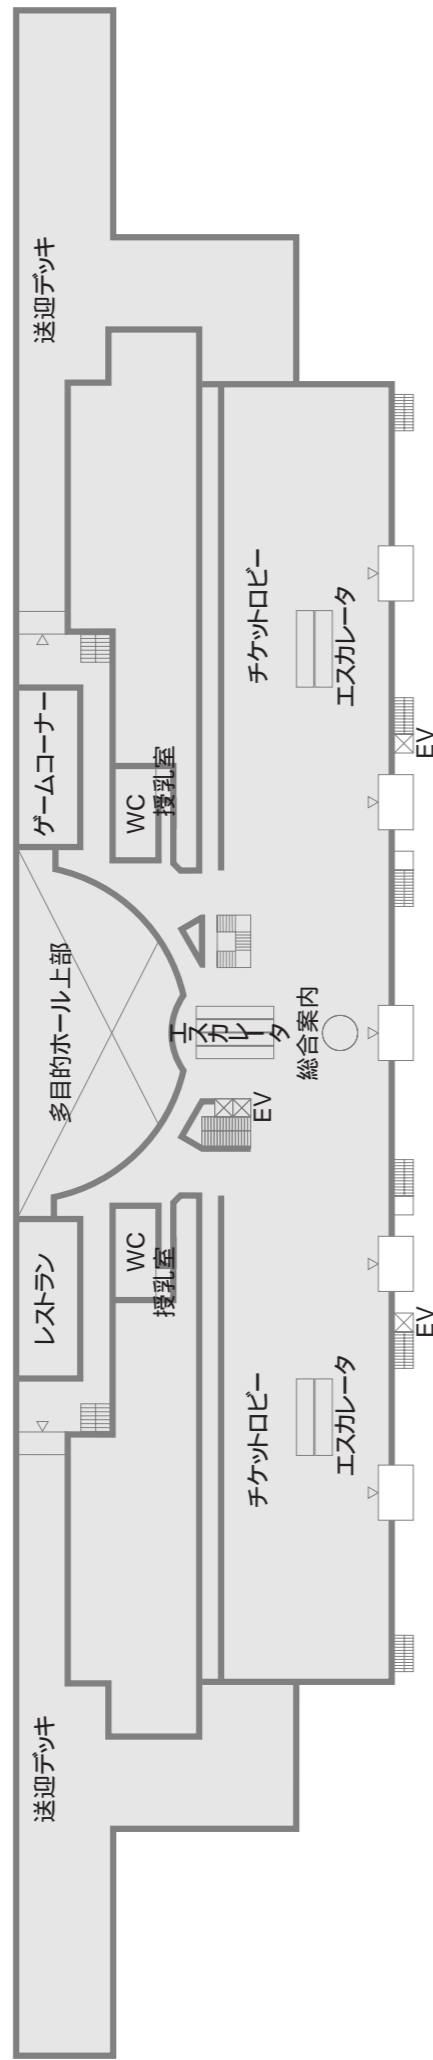 送迎デッキ
ゲームコーナー
多目的ホール上部
レストラン
送迎デッキ
WC
授乳室
WC
授乳室
エスカレータ
EV
チケットロビー
エスカレータ
総合案内
チケットロビー
エスカレータ
EV
EV